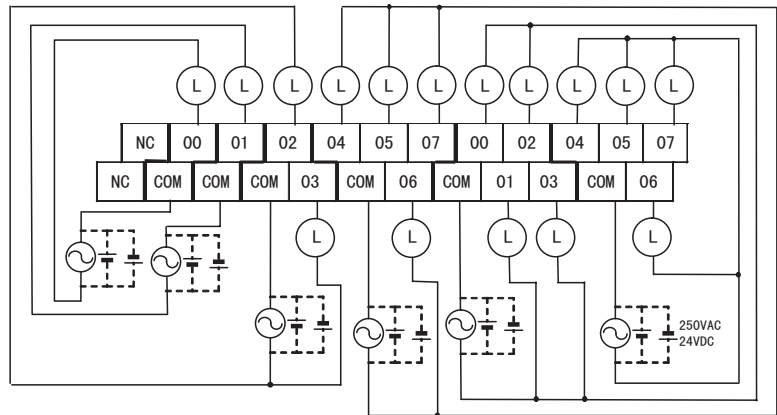 L L L L L L L L L L L
NC 00 01 02 04 05 07 00 02 04 05 07
NC COM COM COM 03 COM 06 COM 01 03 COM 06
L L L L L
250VAC
24VDC